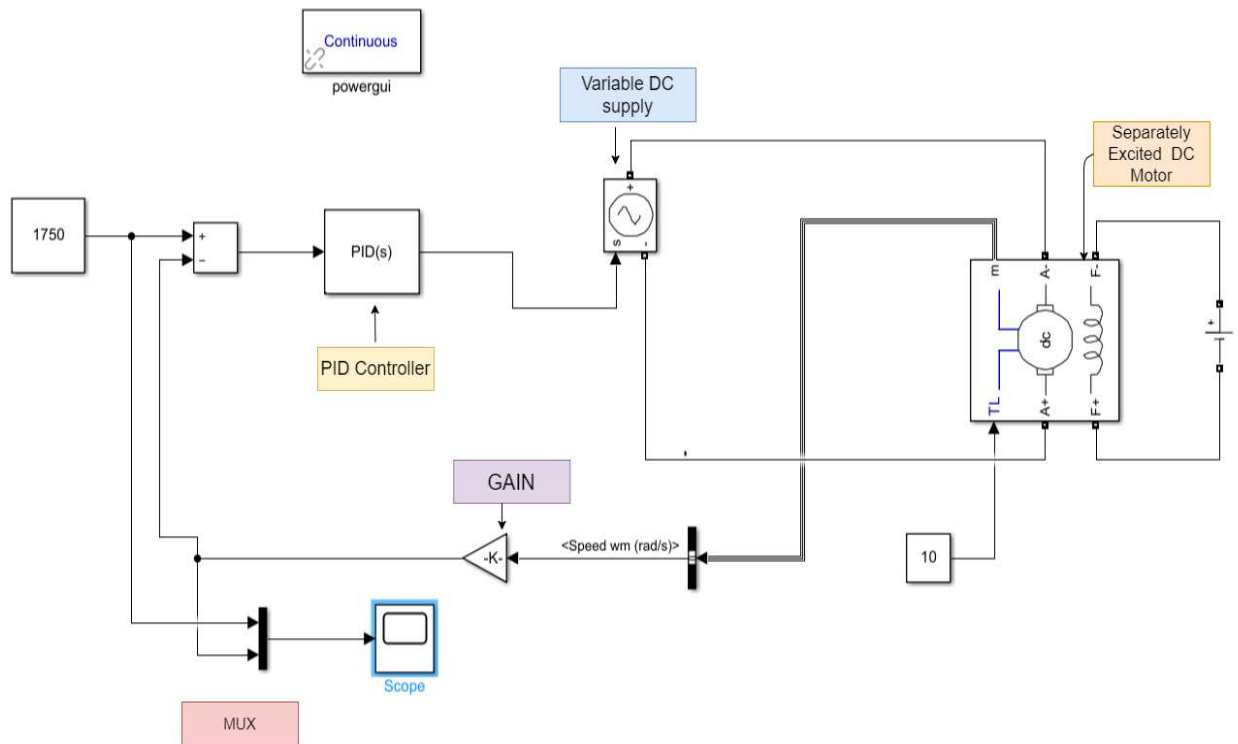 Continuous
powergui
Variable DC
supply
Separately
Excited DC
Motor
1750
+
−
PID(s)
+
s
-
m
A-
F-
dc
TL
A+
F+
+
PID Controller
GAIN
-K-
<Speed wm (rad/s)>
10
Scope
MUX